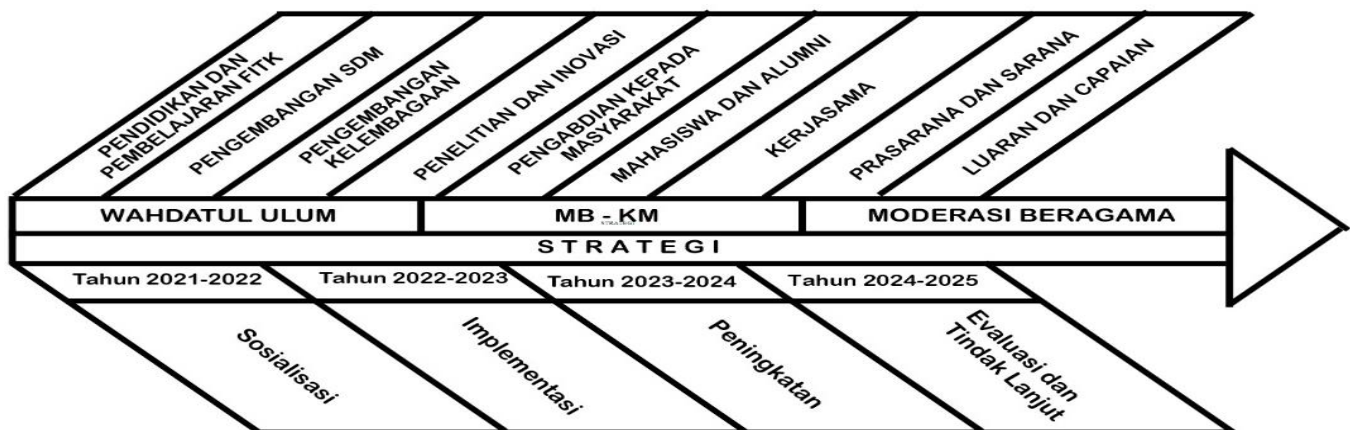 PENDIDIKAN DAN
PEMBELAJARAN FITK
PENGEMBANGAN SDM
PENGEMBANGAN
KELEMBAGAAN
PENELITIAN DAN INOVASI
PENGABDIAN KEPADA
MASYARAKAT
MAHASISWA DAN ALUMNI
KERJASAMA
PRASARANA DAN SARANA
LUARAN DAN CAPAIAN
WAHDATUL ULUM
MB - KM
MODERASI BERAGAMA
STRATEGI
Tahun 2021-2022
Tahun 2022-2023
Tahun 2023-2024
Tahun 2024-2025
Sosialisasi
Implementasi
Peningkatan
Evaluasi dan
Tindak Lanjut